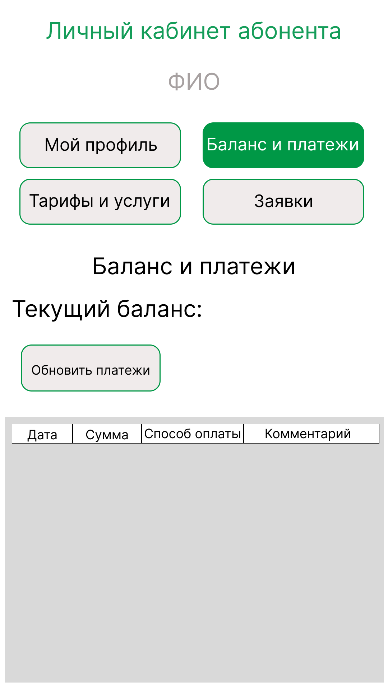 Личный кабинет абонента
ФИО
Мой профиль
Баланс и платежи
Тарифы и услуги
Заявки
Баланс и платежи
Текущий баланс:
Обновить платежи
Дата Сумма Способ оплаты Комментарий